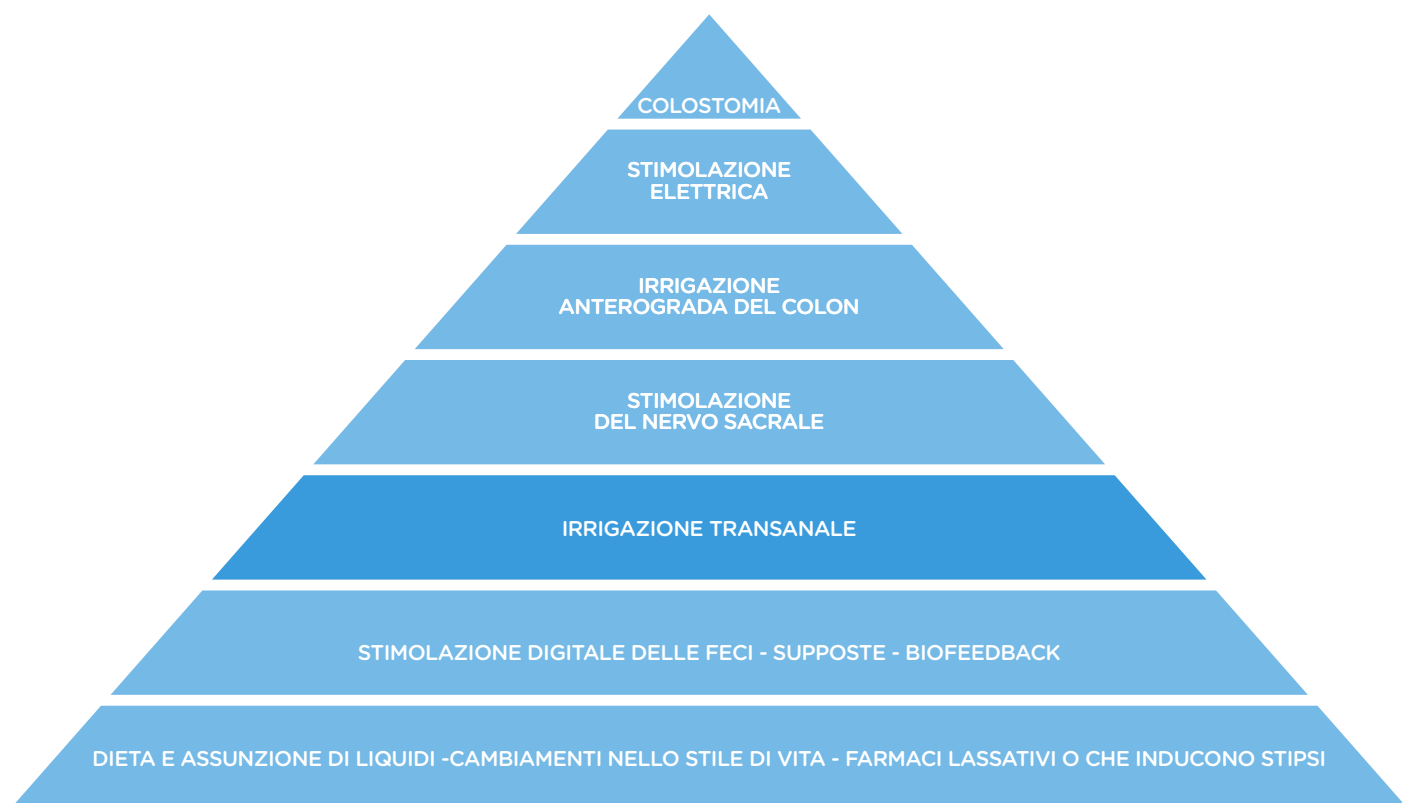 COLOSTOMIA
STIMOLAZIONE
ELETTRICA
IRRIGAZIONE
ANTEROGRADA DEL COLON
STIMOLAZIONE
DEL NERVO SACRALE
IRRIGAZIONE TRANSANALE
STIMOLAZIONE DIGITALE DELLE FECI - SUPPOSTE - BIOFEEDBACK
DIETA E ASSUNZIONE DI LIQUIDI -CAMBIAMENTI NELLO STILE DI VITA - FARMACI LASSATIVI O CHE INDUCONO STIPSI